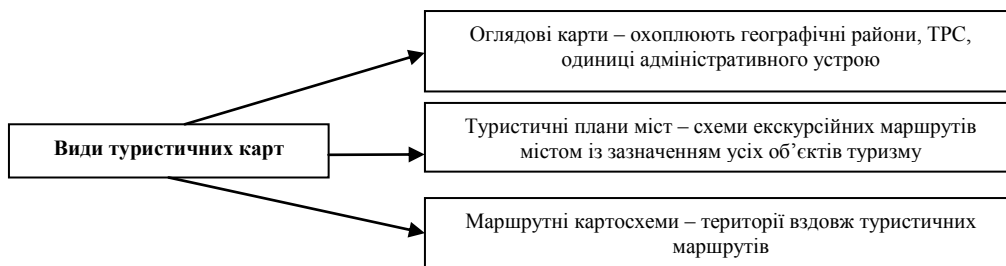 Оглядові карти – охоплюють географічні райони, ТРС,
одиниці адміністративного устрою
Види туристичних карт
Туристичні плани міст – схеми екскурсійних маршрутів
містом із зазначенням усіх об’єктів туризму
Маршрутні картосхеми – території вздовж туристичних
маршрутів